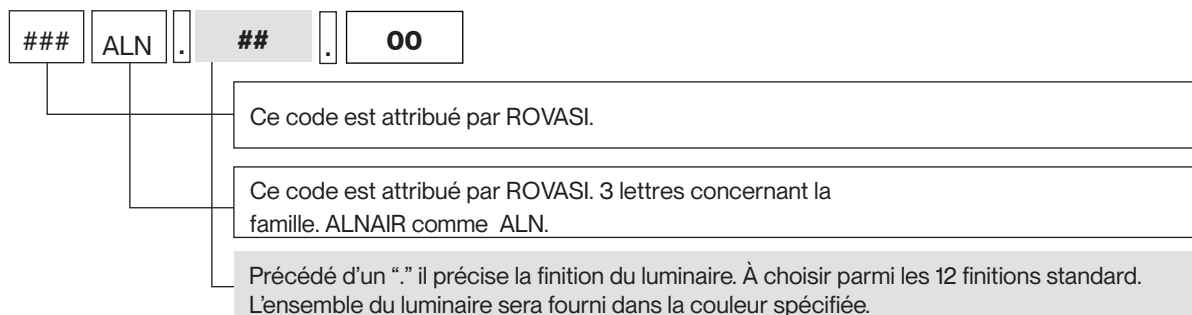 ### ALN . ## . 00
Ce code est attribué par ROVASI.
Ce code est attribué par ROVASI. 3 lettres concernant la
famille. ALNAIR comme ALN.
Précédé d’un “.” il précise la finition du luminaire. À choisir parmi les 12 finitions standard.
L’ensemble du luminaire sera fourni dans la couleur spécifiée.